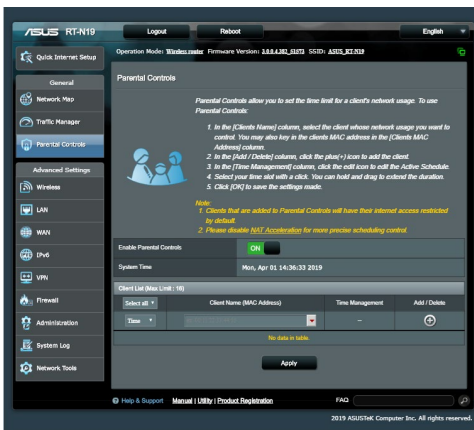 ASUS RT-N19
Logout
Reboot
English
Quick Internet Setup
Operation Mode: Wireless router Firmware Version: 3.0.0.4.382_51673 SSID: ASUS_RT-N19
General
Network Map
Traffic Manager
Parental Controls
Advanced Settings
Wireless
LAN
WAN
IPv6
VPN
Firewall
Administration
System Log
Network Tools
Parental Controls
Parental Controls allow you to set the time limit for a client's network usage. To use
Parental Controls:
1. In the [Clients Name] column, select the client whose network usage you want to
control. You may also key in the clients MAC address in the [Clients MAC
Address] column.
2. In the [Add / Delete] column, click the plus(+) icon to add the client.
3. In the [Time Management] column, click the edit icon to edit the Active Schedule.
4. Select your time slot with a click. You can hold and drag to extend the duration.
5. Click [OK] to save the settings made.
Note:
1. Clients that are added to Parental Controls will have their internet access restricted
by default.
2. Please disable NAT Acceleration for more precise scheduling control.
Enable Parental Controls
ON
System Time
Mon, Apr 01 14:36:33 2019
Client List (Max Limit : 16)
Select all
Client Name (MAC Address)
Time Management
Add / Delete
Time
–
No data in table.
Apply
Help & Support
Manual | Utility | Product Registration
FAQ
2019 ASUSTeK Computer Inc. All rights reserved.